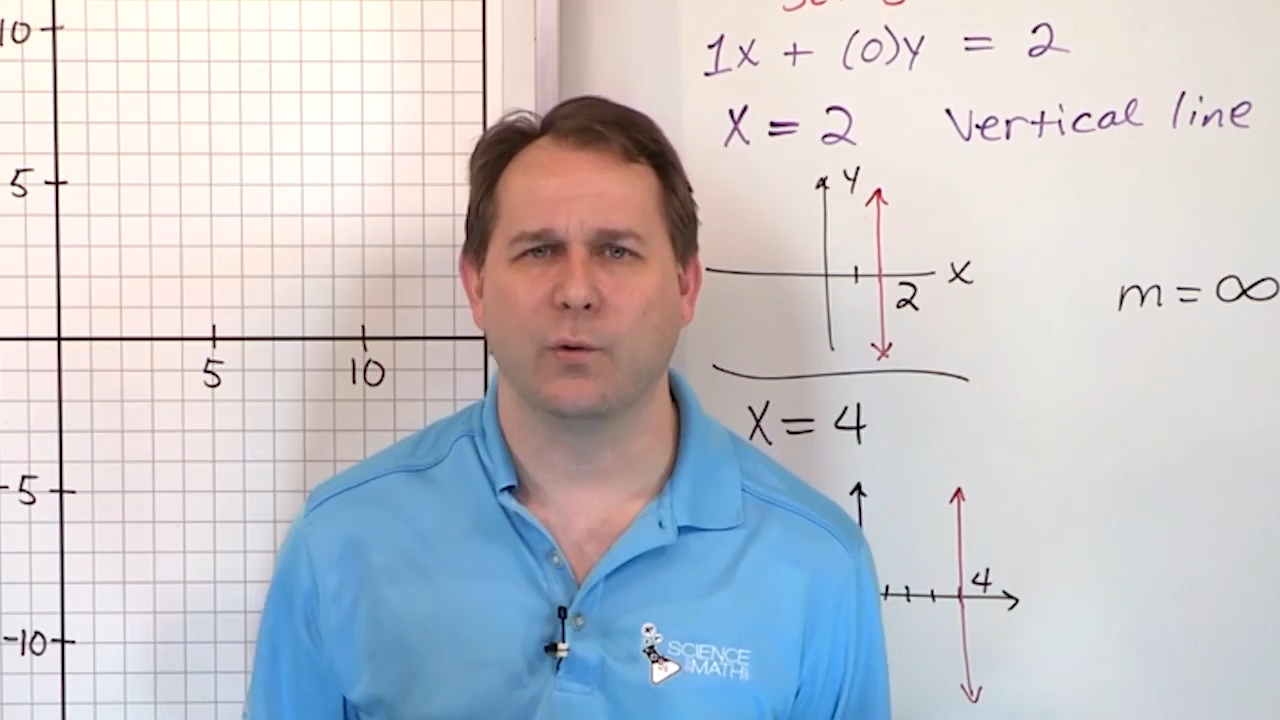 10
5
5
10
-5
-10
1x + (0)y = 2
X = 2 Vertical line
y
x
2
m = ∞
X = 4
4
SCIENCE
MATH